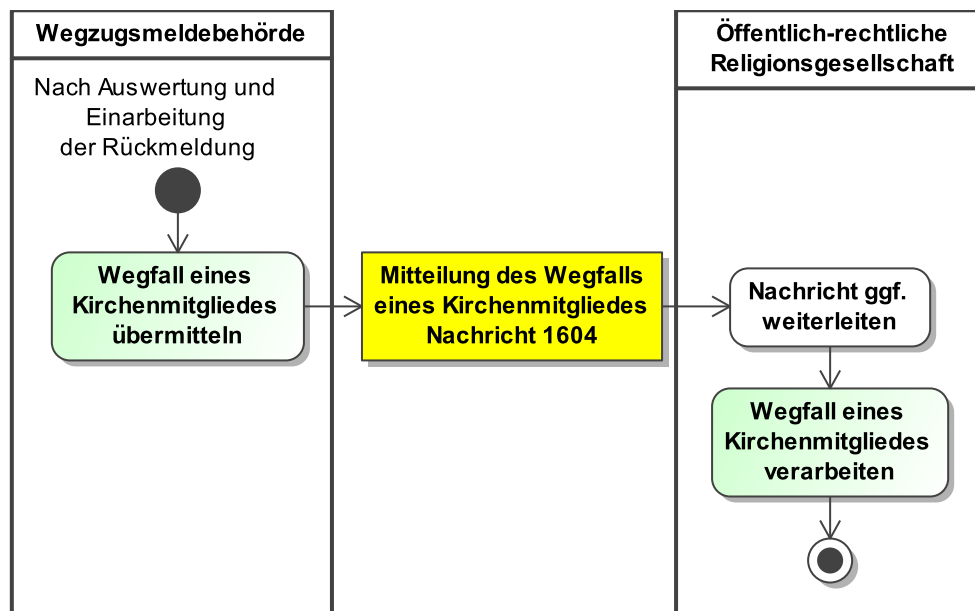 Wegzugsmeldebehörde
Nach Auswertung und
Einarbeitung
der Rückmeldung
Wegfall eines
Kirchenmitgliedes
übermitteln
Mitteilung des Wegfalls
eines Kirchenmitgliedes
Nachricht 1604
Öffentlich-rechtliche
Religionsgesellschaft
Nachricht ggf.
weiterleiten
Wegfall eines
Kirchenmitgliedes
verarbeiten